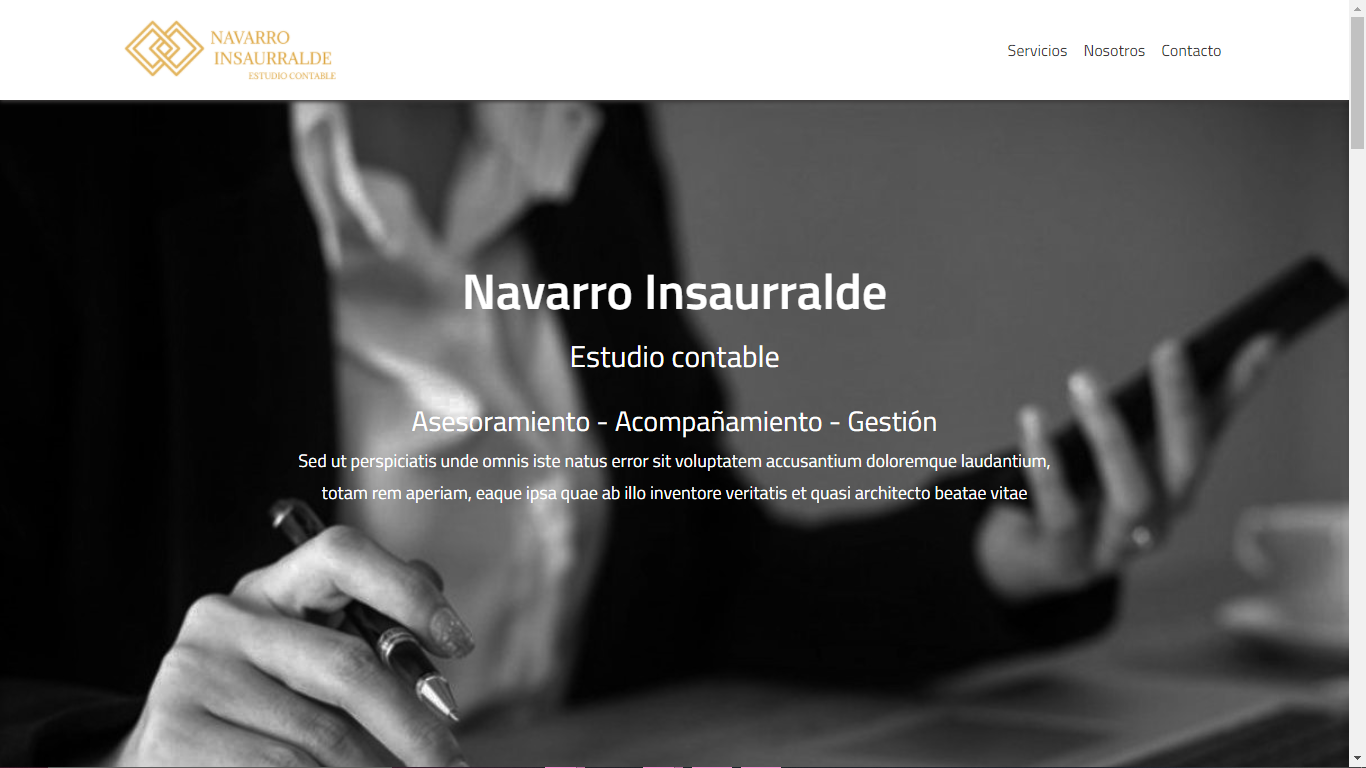 NAVARRO
INSAURRALDE
ESTUDIO CONTABLE
Servicios Nosotros Contacto
Navarro Insaurralde
Estudio contable
Asesoramiento - Acompañamiento - Gestión
Sed ut perspiciatis unde omnis iste natus error sit voluptatem accusantium doloremque laudantium,
totam rem aperiam, eaque ipsa quae ab illo inventore veritatis et quasi architecto beatae vitae